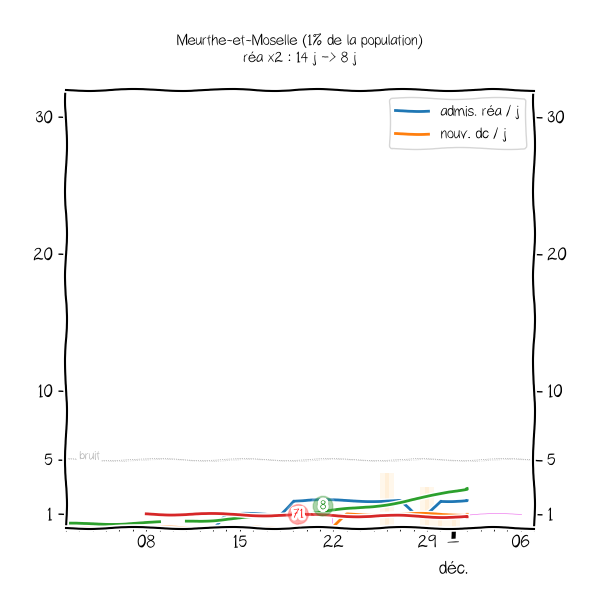 Meurthe-et-Moselle (1% de la population)
réa x2 : 14 j -> 8 j
admis. réa / j
nouv. dc / j
30
30
20
20
10
10
5
bruit
5
8
71
1
1
08
15
22
29
06
déc.